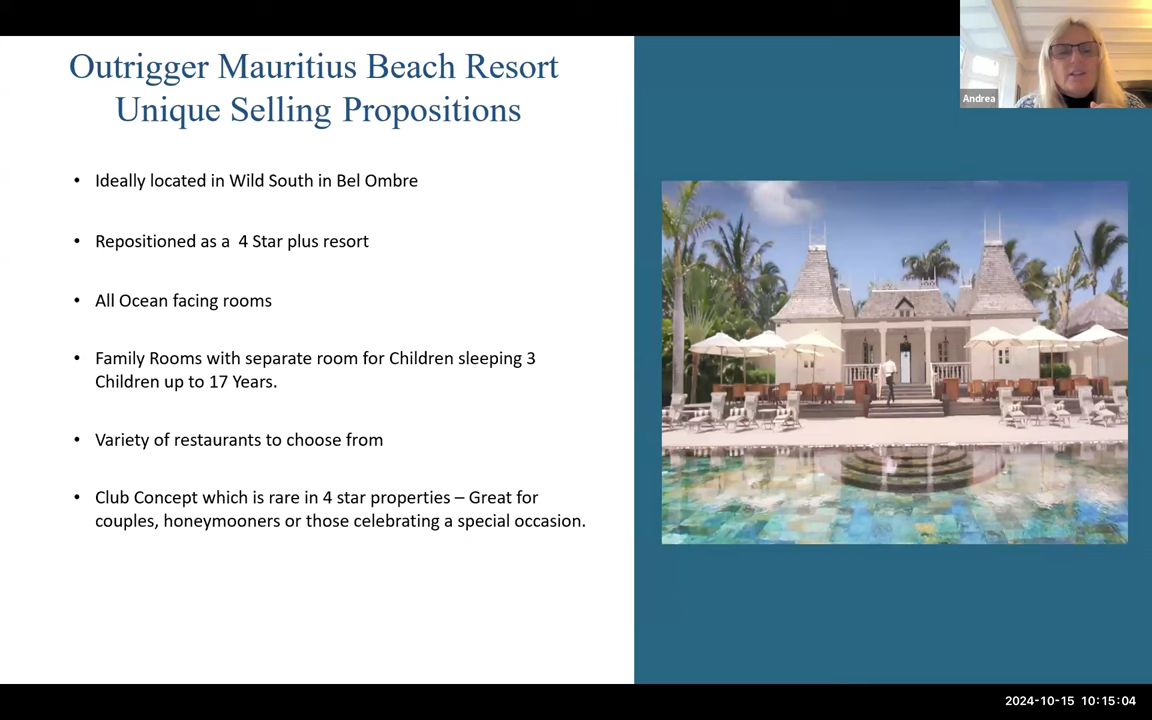 Outrigger Mauritius Beach Resort
Unique Selling Propositions
• Ideally located in Wild South in Bel Ombre
• Repositioned as a  4 Star plus resort
• All Ocean facing rooms
• Family Rooms with separate room for Children sleeping 3
Children up to 17 Years.
• Variety of restaurants to choose from
• Club Concept which is rare in 4 star properties – Great for
couples, honeymooners or those celebrating a special occasion.
Andrea
2024-10-15 10:15:04